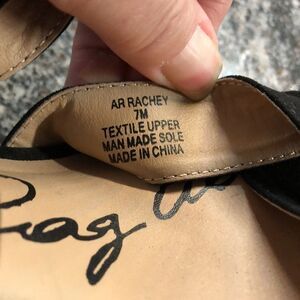 AR RACHEY
7M
TEXTILE UPPER
MAN MADE SOLE
MADE IN CHINA